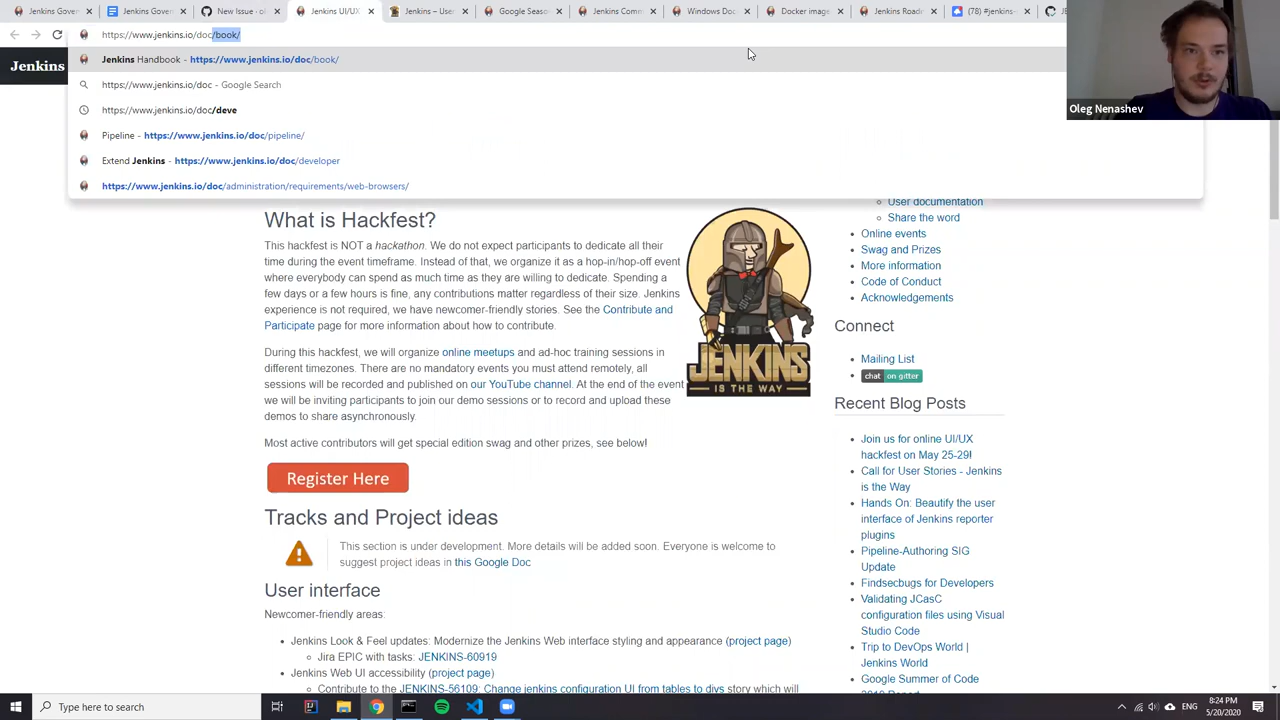 Jenkins Gover
Jenkins Gover
New Issue · ol
Jenkins UI/UX
Jenkins – User
Google Seaso
Jenkins Comm
Windows Doc
Docker image
Jenkins Roadr
(78) #jenkins-
https://www.jenkins.io/doc/book/
Jenkins
Jenkins Handbook - https://www.jenkins.io/doc/book/
https://www.jenkins.io/doc - Google Search
https://www.jenkins.io/doc/deve
Pipeline - https://www.jenkins.io/doc/pipeline/
Extend Jenkins - https://www.jenkins.io/doc/developer
https://www.jenkins.io/doc/administration/requirements/web-browsers/
Oleg Nenashev
What is Hackfest?
This hackfest is NOT a hackathon. We do not expect participants to dedicate all their
time during the event timeframe. Instead of that, we organize it as a hop-in/hop-off event
where everybody can spend as much time as they are willing to dedicate. Spending a
few days or a few hours is fine, any contributions matter regardless of their size. Jenkins
experience is not required, we have newcomer-friendly stories. See the Contribute and
Participate page for more information about how to contribute.
During this hackfest, we will organize online meetups and ad-hoc training sessions in
different timezones. There are no mandatory events you must attend remotely, all
sessions will be recorded and published on our YouTube channel. At the end of the event
we will be inviting participants to join our demo sessions or to record and upload these
demos to share asynchronously.
Most active contributors will get special edition swag and other prizes, see below!
JENKINS
IS THE WAY
Register Here
Tracks and Project ideas
This section is under development. More details will be added soon. Everyone is welcome to
suggest project ideas in this Google Doc
User interface
Newcomer-friendly areas:
Jenkins Look & Feel updates: Modernize the Jenkins Web interface styling and appearance (project page)
Jira EPIC with tasks: JENKINS-60919
Jenkins Web UI accessibility (project page)
Contribute to the JENKINS-56109: Change jenkins configuration UI from tables to divs story which will
User documentation
Share the word
Online events
Swag and Prizes
More information
Code of Conduct
Acknowledgements
Connect
Mailing List
chat on gitter
Recent Blog Posts
Join us for online UI/UX
hackfest on May 25-29!
Call for User Stories - Jenkins
is the Way
Hands On: Beautify the user
interface of Jenkins reporter
plugins
Pipeline-Authoring SIG
Update
Findsecbugs for Developers
Validating JCasC
configuration files using Visual
Studio Code
Trip to DevOps World |
Jenkins World
Google Summer of Code
Type here to search
ENG
8:24 PM
5/20/2020